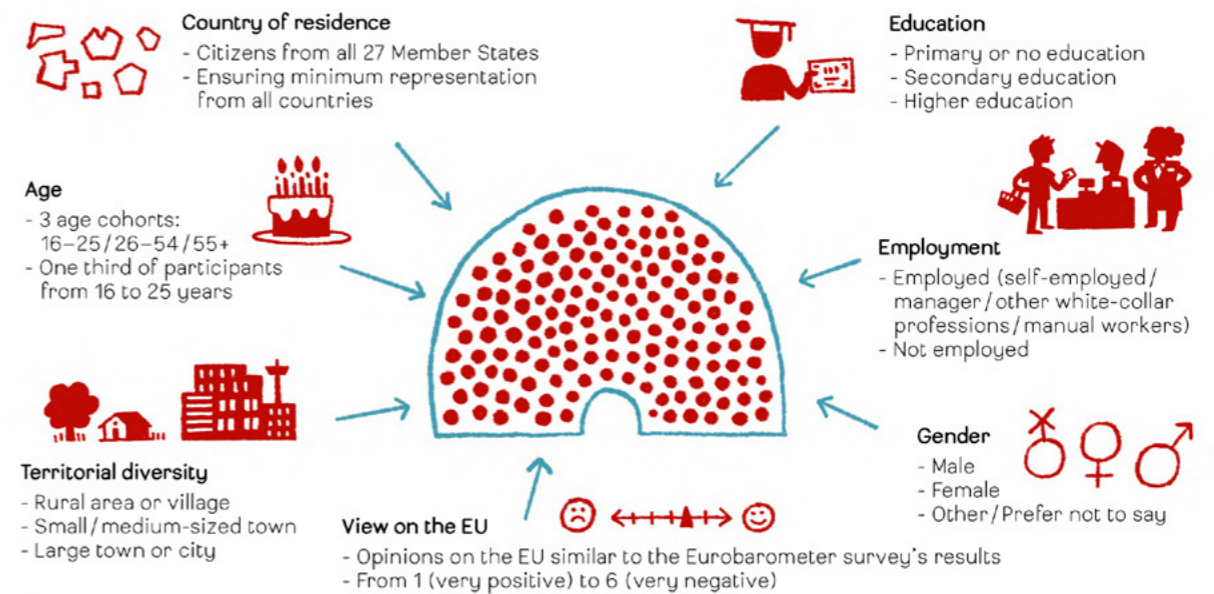 Country of residence
- Citizens from all 27 Member States
- Ensuring minimum representation
from all countries
Education
- Primary or no education
- Secondary education
- Higher education
Age
- 3 age cohorts:
16–25/26–54/55+
- One third of participants
from 16 to 25 years
Employment
- Employed (self-employed/
manager/other white-collar
professions/manual workers)
- Not employed
Territorial diversity
- Rural area or village
- Small/medium-sized town
- Large town or city
Gender
- Male
- Female
- Other/Prefer not to say
View on the EU
- Opinions on the EU similar to the Eurobarometer survey's results
- From 1 (very positive) to 6 (very negative)